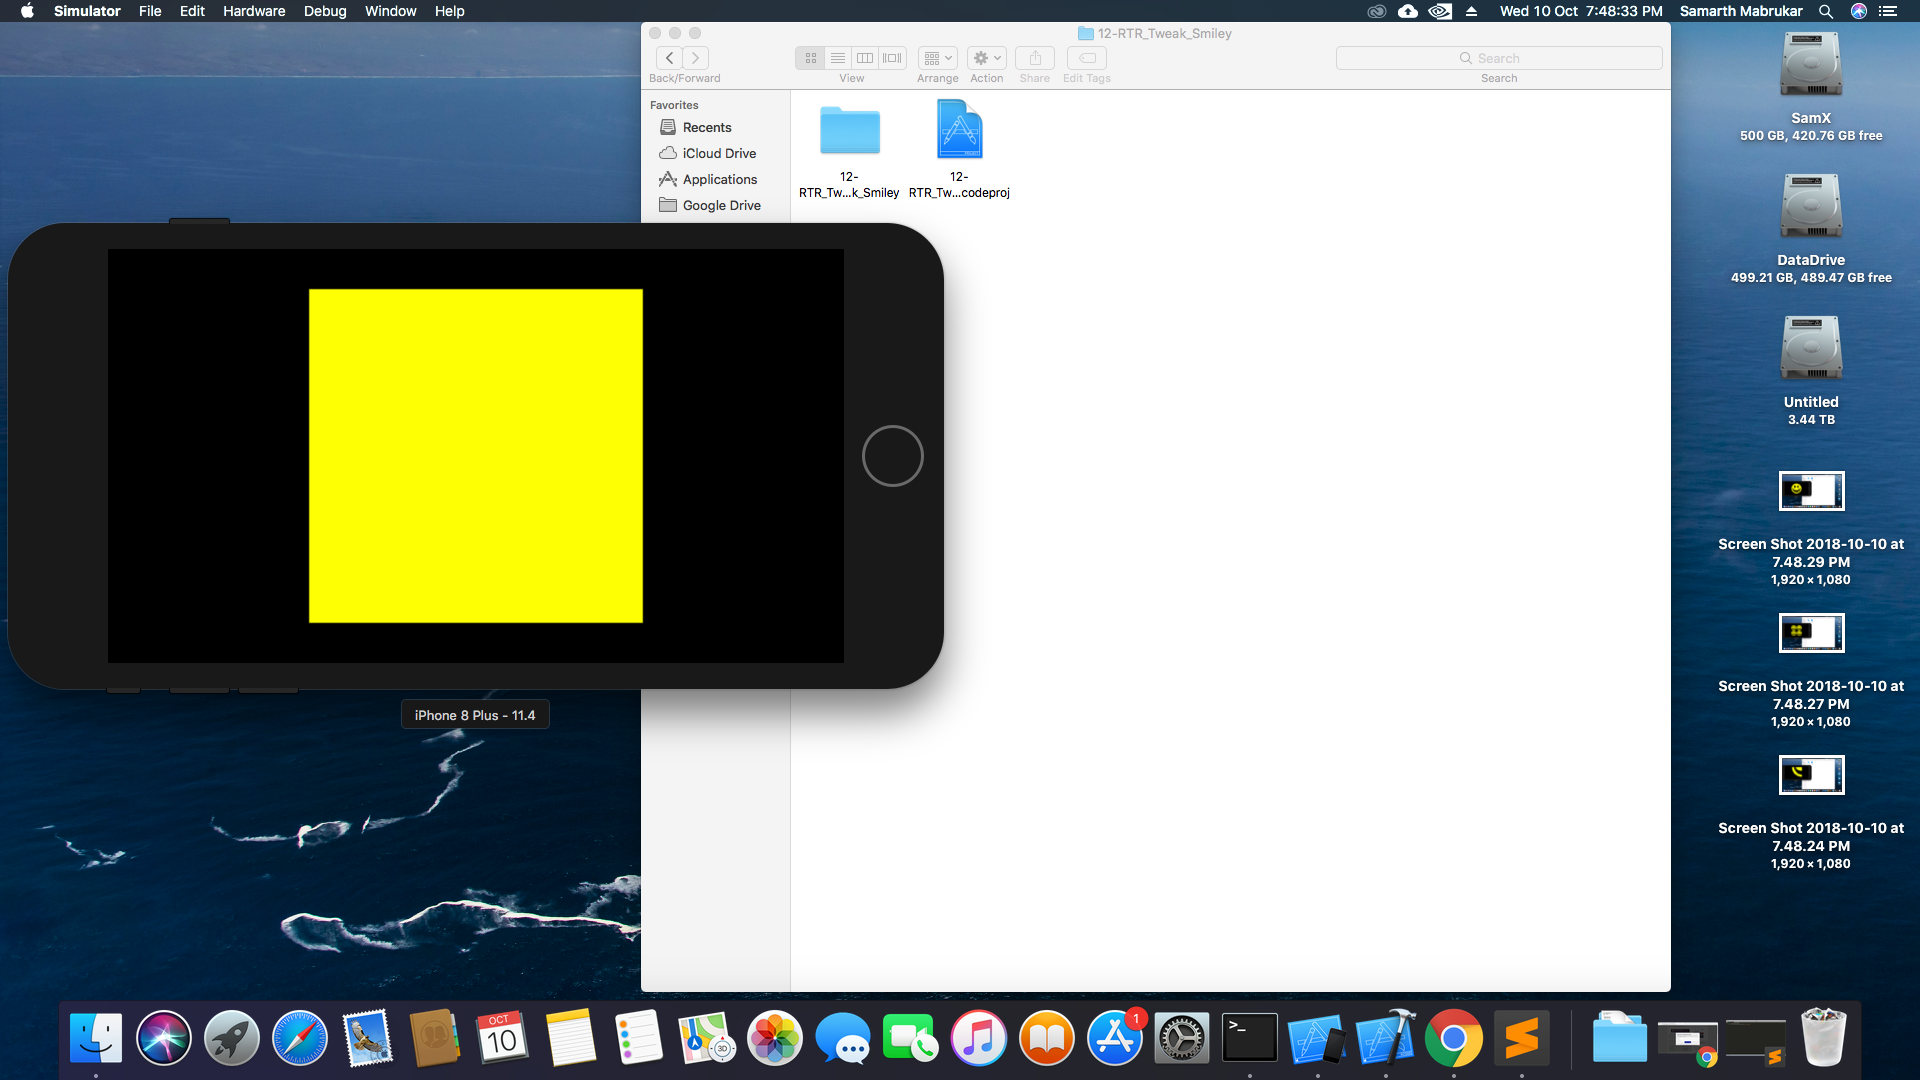 Simulator File Edit Hardware Debug Window Help
Wed 10 Oct 7:48:33 PM Samarth Mabrukar
12-RTR_Tweak_Smiley
Search
Back/Forward View Arrange Action Share Edit Tags Search
Favorites
Recents
iCloud Drive
Applications
Google Drive
12-
RTR_Tw...k_Smiley
12-
RTR_Tw...codeproj
iPhone 8 Plus - 11.4
SamX
500 GB, 420.76 GB free
DataDrive
499.21 GB, 489.47 GB free
Untitled
3.44 TB
Screen Shot 2018-10-10 at
7.48.29 PM
1,920 × 1,080
Screen Shot 2018-10-10 at
7.48.27 PM
1,920 × 1,080
Screen Shot 2018-10-10 at
7.48.24 PM
1,920 × 1,080
OCT
10
3D
1
>_